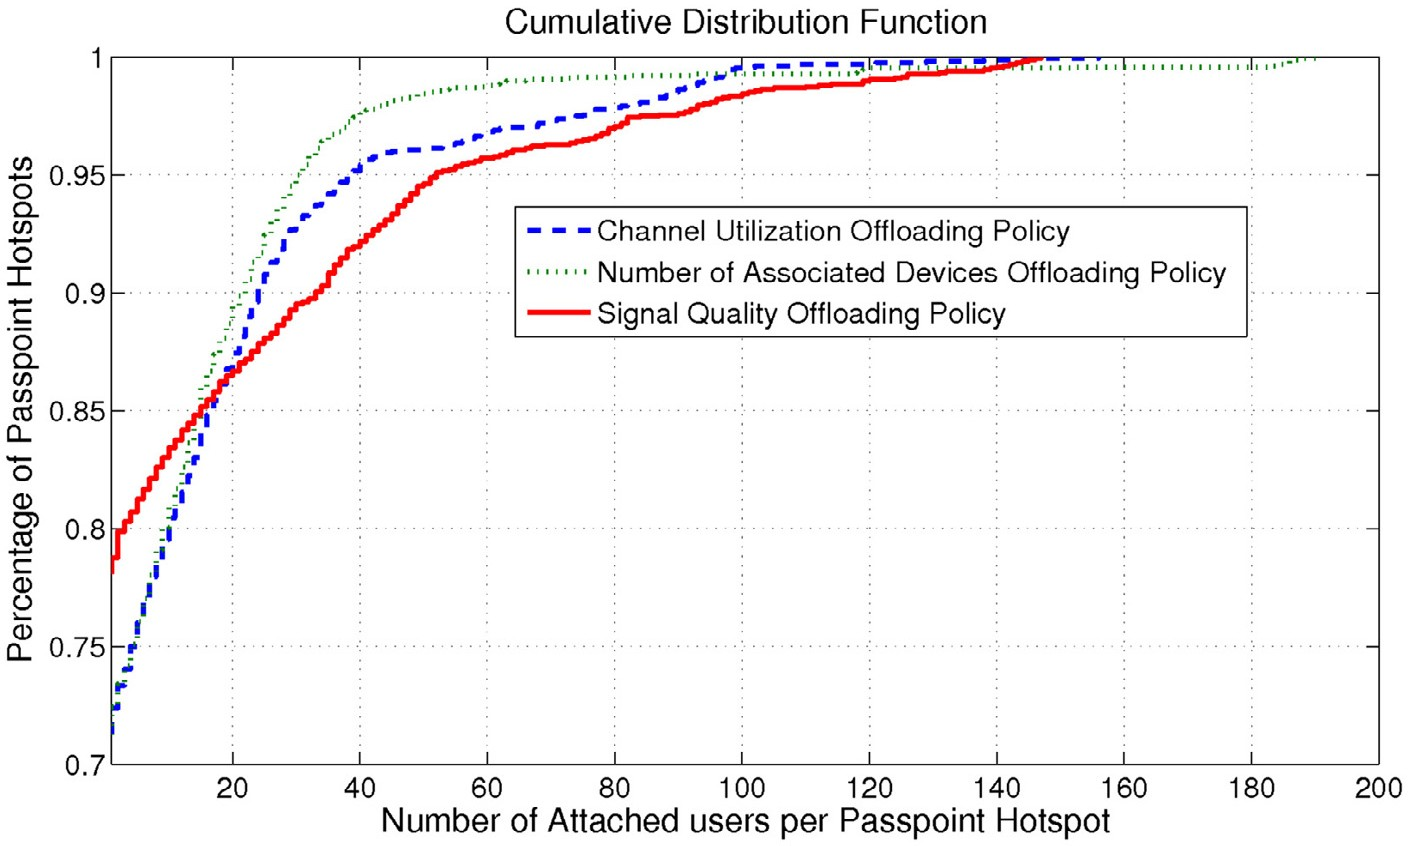 Cumulative Distribution Function
Percentage of Passpoint Hotspots
1
0.95
0.9
0.85
0.8
0.75
0.7
Channel Utilization Offloading Policy
Number of Associated Devices Offloading Policy
Signal Quality Offloading Policy
20 40 60 80 100 120 140 160 180 200
Number of Attached users per Passpoint Hotspot